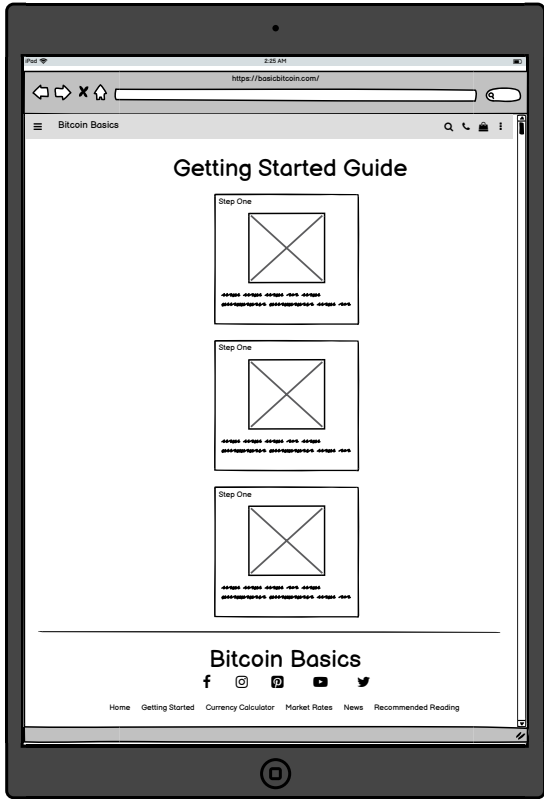 iPad 2:25 AM
https://basicbitcoin.com/
Bitcoin Basics
Getting Started Guide
Step One
Step One
Step One
Bitcoin Basics
Home Getting Started Currency Calculator Market Rates News Recommended Reading